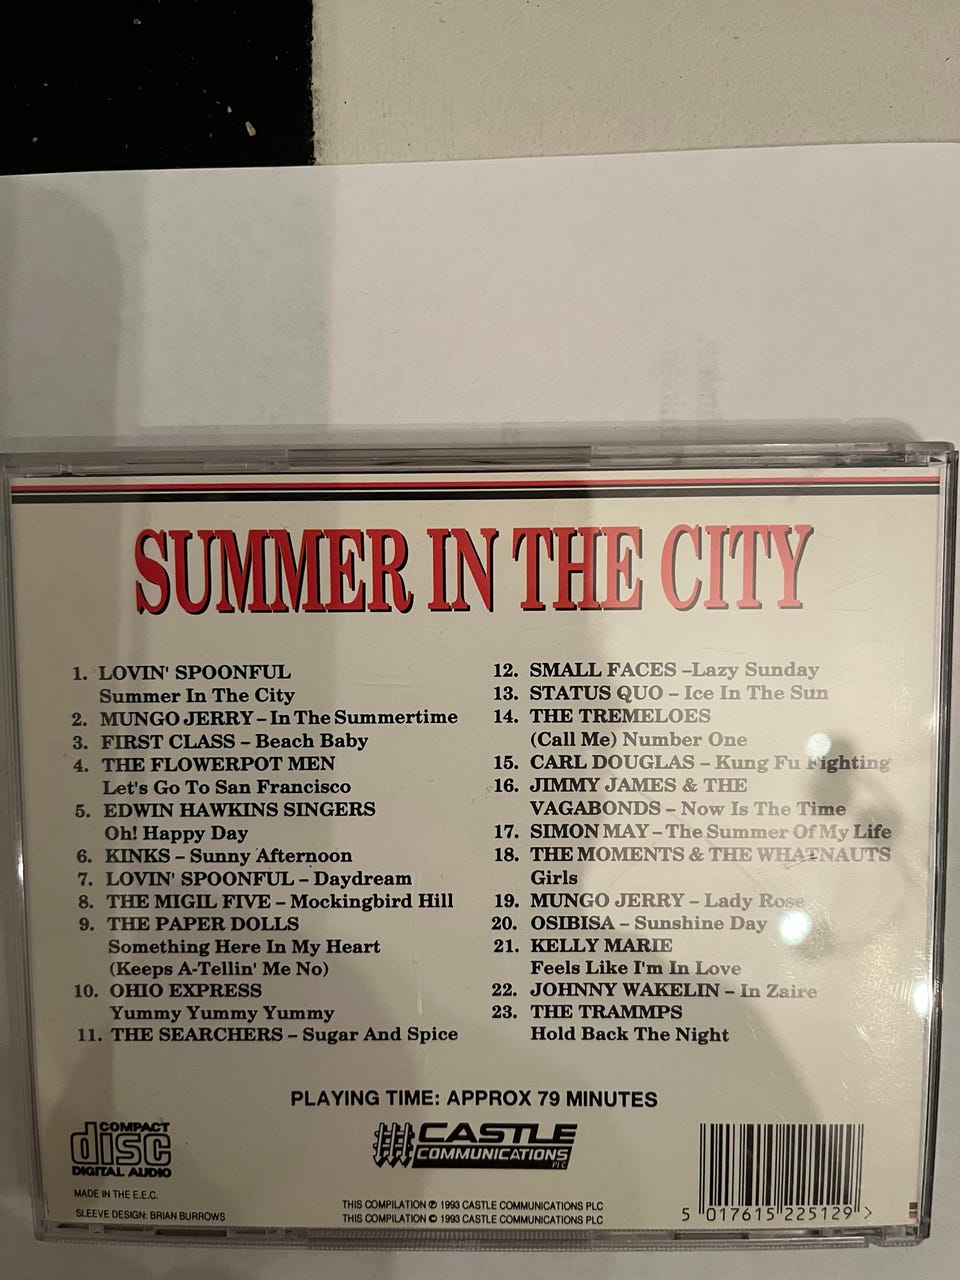 SUMMER IN THE CITY
1. LOVIN' SPOONFUL
Summer In The City
2. MUNGO JERRY – In The Summertime
3. FIRST CLASS – Beach Baby
4. THE FLOWERPOT MEN
Let's Go To San Francisco
5. EDWIN HAWKINS SINGERS
Oh! Happy Day
6. KINKS – Sunny Afternoon
7. LOVIN' SPOONFUL – Daydream
8. THE MIGIL FIVE – Mockingbird Hill
9. THE PAPER DOLLS
Something Here In My Heart
(Keeps A-Tellin' Me No)
10. OHIO EXPRESS
Yummy Yummy Yummy
11. THE SEARCHERS – Sugar And Spice
12. SMALL FACES –Lazy Sunday
13. STATUS QUO – Ice In The Sun
14. THE TREMELOES
(Call Me) Number One
15. CARL DOUGLAS – Kung Fu Fighting
16. JIMMY JAMES & THE
VAGABONDS – Now Is The Time
17. SIMON MAY – The Summer Of My Life
18. THE MOMENTS & THE WHATNAUTS
Girls
19. MUNGO JERRY – Lady Rose
20. OSIBISA – Sunshine Day
21. KELLY MARIE
Feels Like I'm In Love
22. JOHNNY WAKELIN – In Zaire
23. THE TRAMMPS
Hold Back The Night
PLAYING TIME: APPROX 79 MINUTES
COMPACT
disc
DIGITAL AUDIO
MADE IN THE E.E.C.
SLEEVE DESIGN: BRIAN BURROWS
CASTLE
COMMUNICATIONS
PLC
THIS COMPILATION ℗ 1993 CASTLE COMMUNICATIONS PLC
THIS COMPILATION © 1993 CASTLE COMMUNICATIONS PLC
5 017615 225129 >